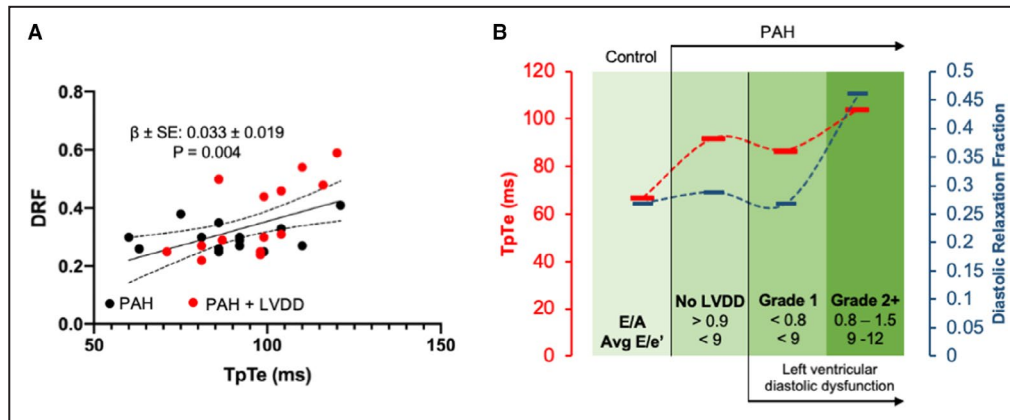 A
0.8
0.6
0.4
0.2
0.0
DRF
β ± SE: 0.033 ± 0.019
P = 0.004
PAH
PAH + LVDD
50
100
150
TpTe (ms)
B
PAH
Control
120
100
80
60
40
20
0
TpTe (ms)
No LVDD
Grade 1
Grade 2+
E/A
> 0.9
< 0.8
0.8 – 1.5
Avg E/e'
< 9
< 9
9 -12
Left ventricular
diastolic dysfunction
0.5
0.45
0.4
0.35
0.3
0.25
0.2
0.15
0.1
0.05
0
Diastolic Relaxation Fraction